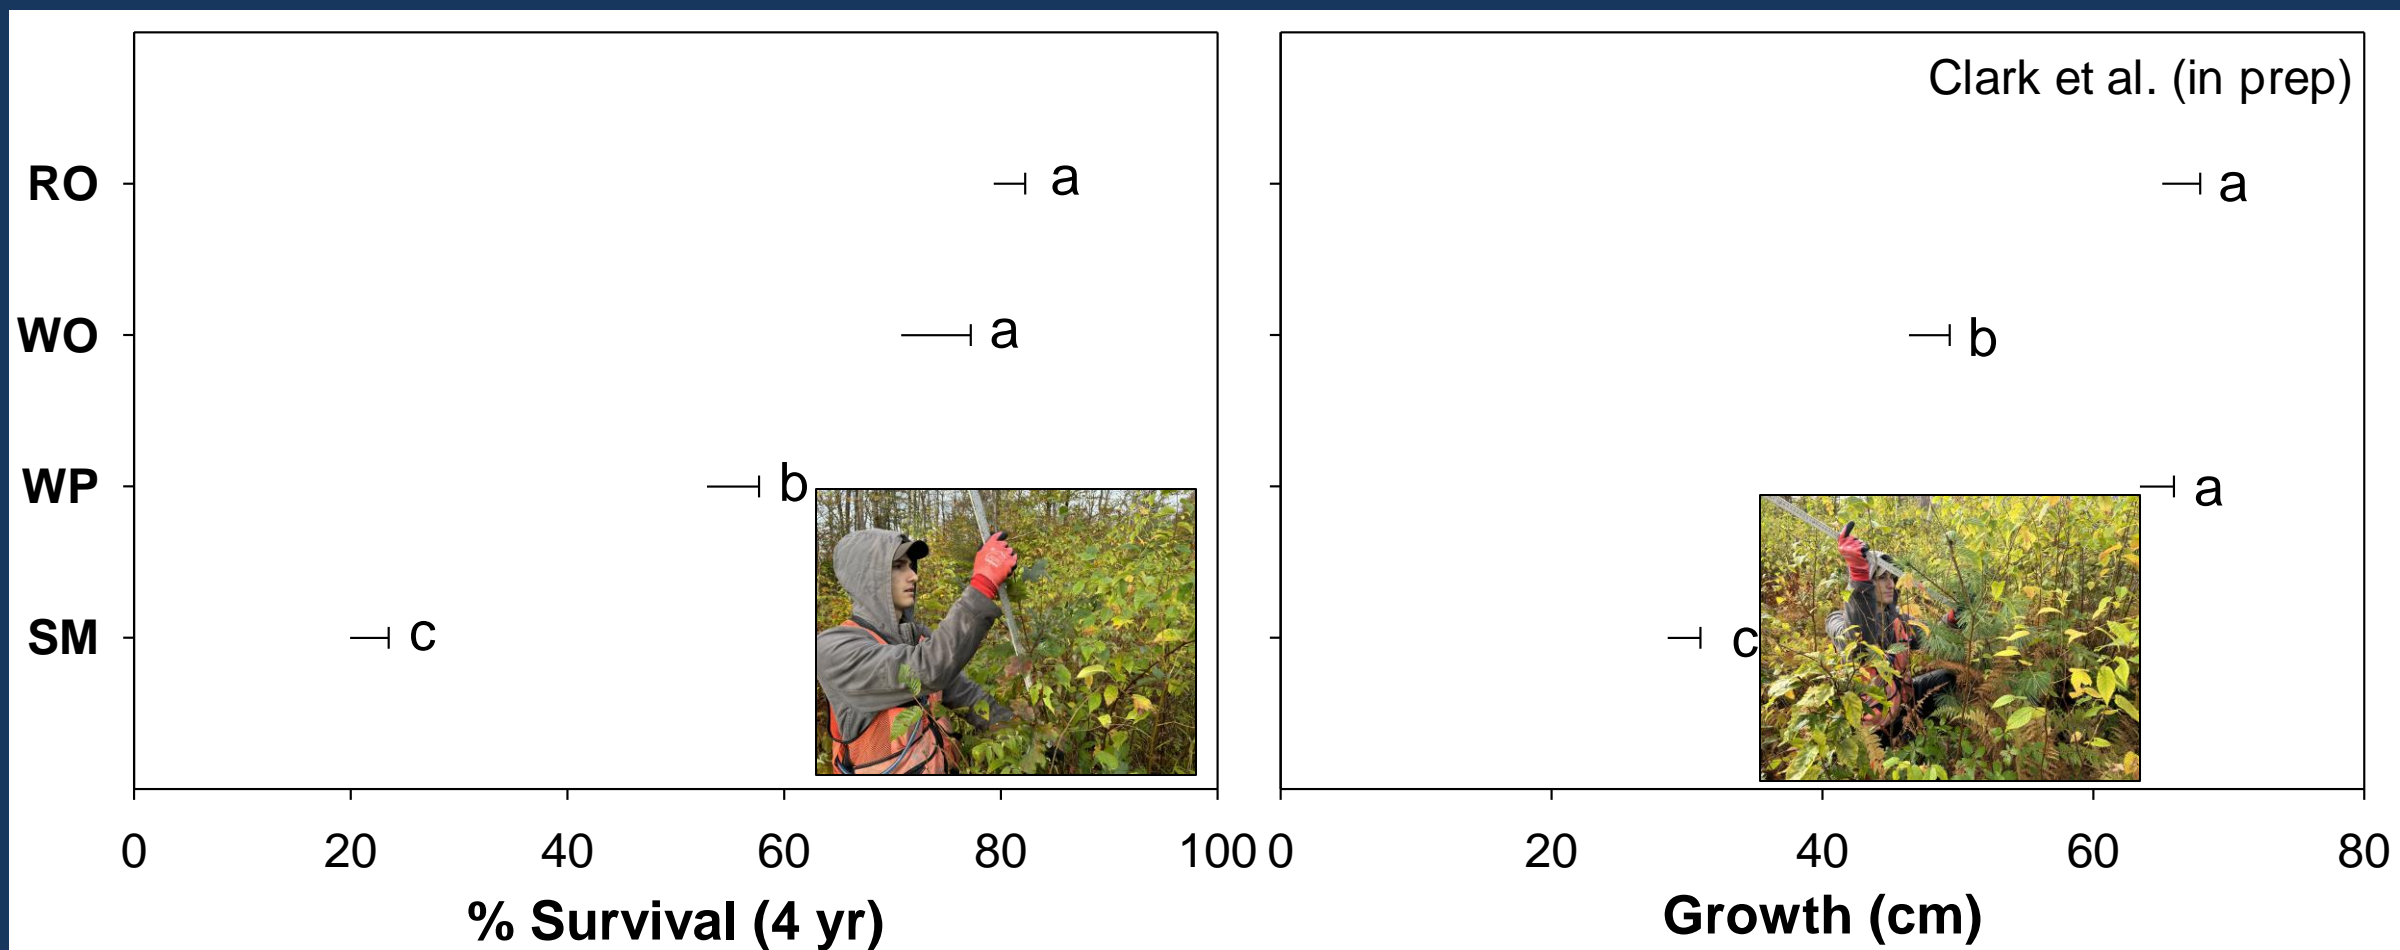 Clark et al. (in prep)
RO
a
a
WO
a
b
WP
b
a
SM
c
c
0
20
40
60
80
100
0
20
40
60
80
% Survival (4 yr)
Growth (cm)